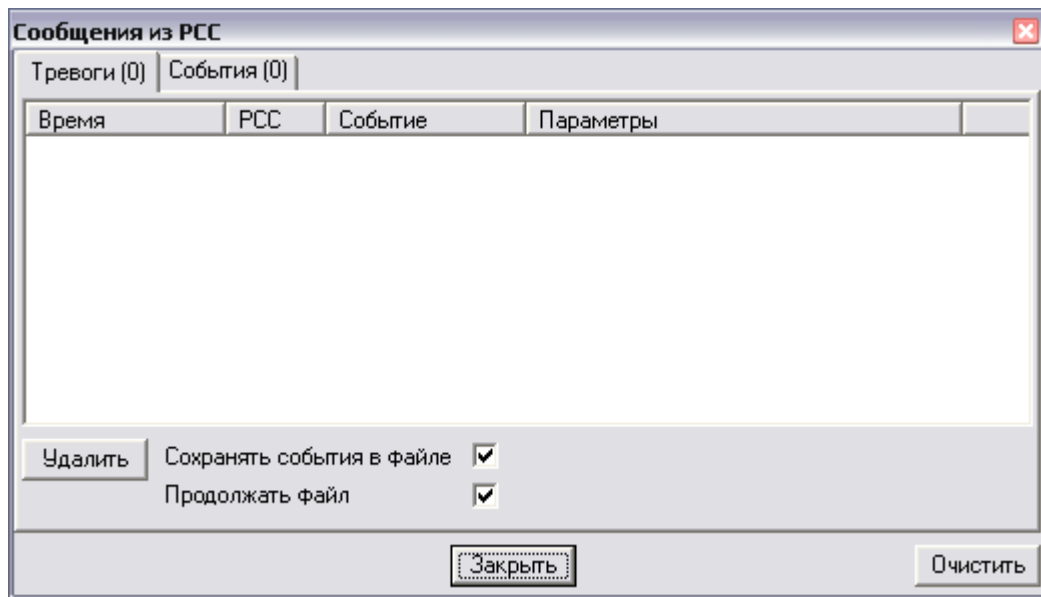 Сообщения из РСС
Тревоги (0) События (0)
Время РСС Событие Параметры
Удалить Сохранять события в файле
Продолжать файл
Закрыть Очистить